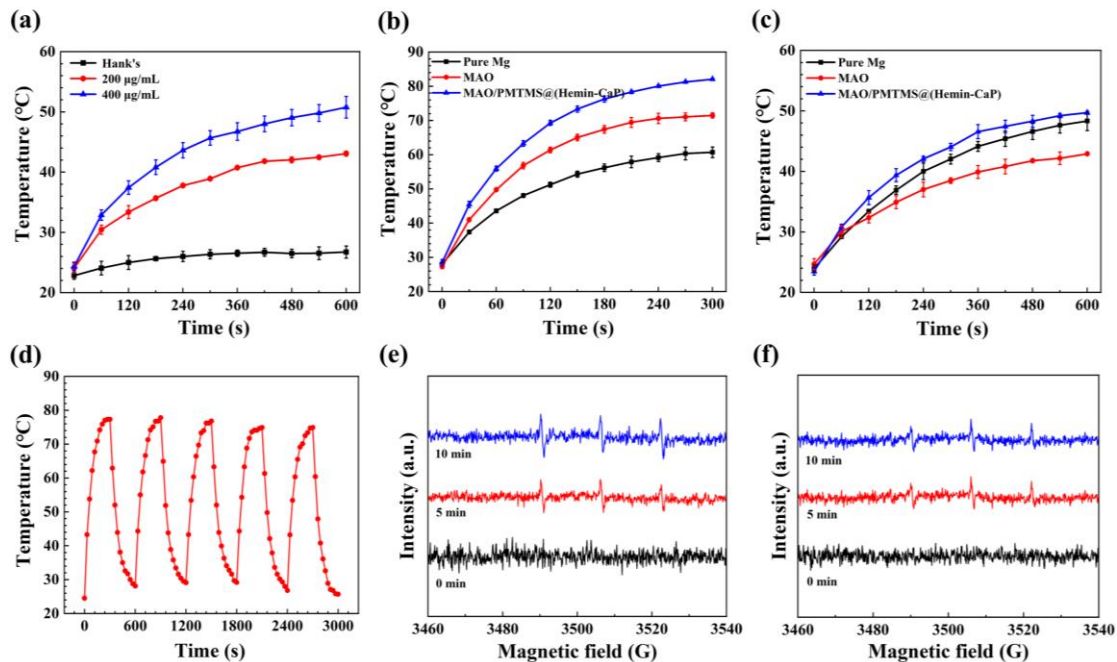 (a)
60
50
40
30
20
Temperature (℃)
Hank's
200 μg/mL
400 μg/mL
0 120 240 360 480 600
Time (s)
(b)
90
80
70
60
50
40
30
20
Temperature (℃)
Pure Mg
MAO
MAO/PMTMS@(Hemin-CaP)
0 60 120 180 240 300
Time (s)
(c)
60
50
40
30
20
Temperature (℃)
Pure Mg
MAO
MAO/PMTMS@(Hemin-CaP)
0 120 240 360 480 600
Time (s)
(d)
90
80
70
60
50
40
30
20
Temperature (℃)
0 600 1200 1800 2400 3000
Time (s)
(e)
Intensity (a.u.)
10 min
5 min
0 min
3460 3480 3500 3520 3540
Magnetic field (G)
(f)
Intensity (a.u.)
10 min
5 min
0 min
3460 3480 3500 3520 3540
Magnetic field (G)